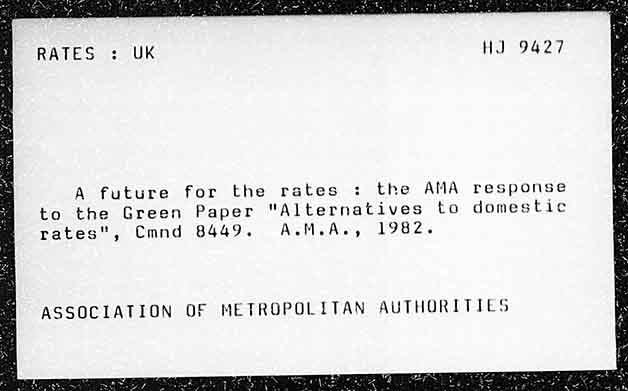 RATES : UK HJ 9427
A future for the rates : the AMA response
to the Green Paper "Alternatives to domestic
rates", Cmnd 8449. A.M.A., 1982.
ASSOCIATION OF METROPOLITAN AUTHORITIES